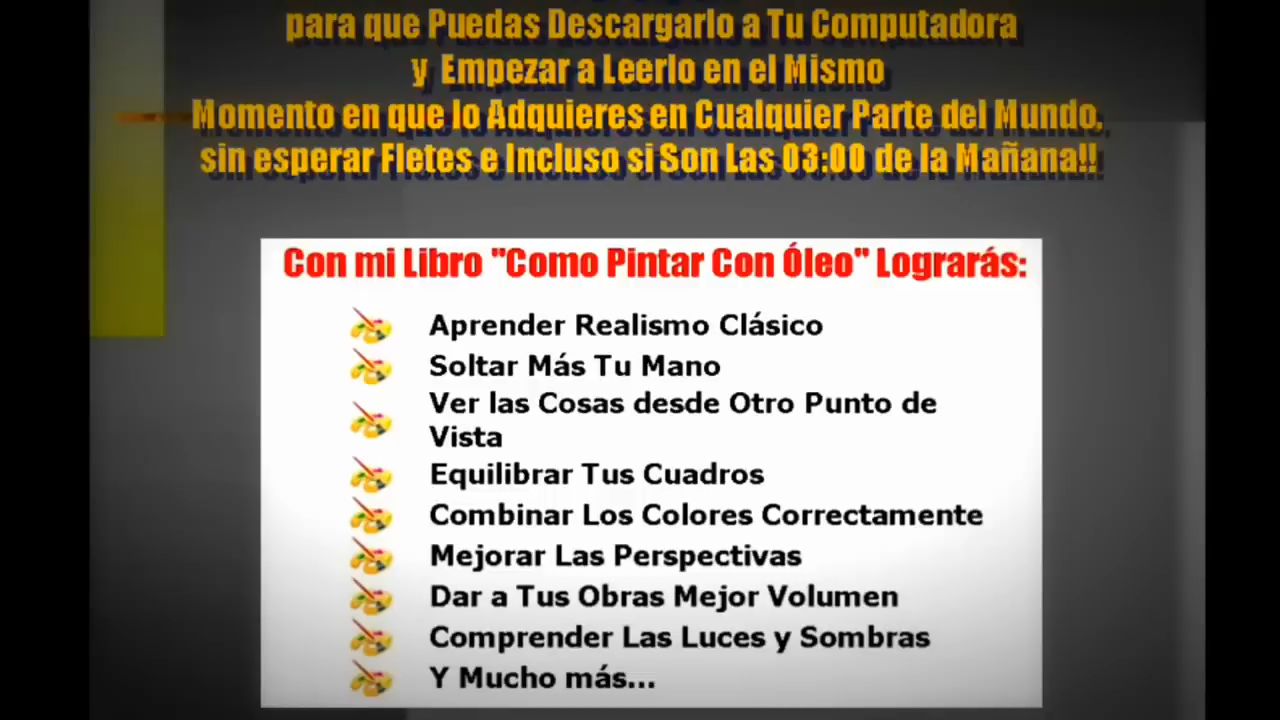 para que Puedas Descargarlo a Tu Computadora
y Empezar a Leerlo en el Mismo
Momento en que lo Adquieres en Cualquier Parte del Mundo,
sin esperar Fletes e Incluso si Son Las 03:00 de la Mañana!!
Con mi Libro "Como Pintar Con Óleo" Lograrás:
Aprender Realismo Clásico
Soltar Más Tu Mano
Ver las Cosas desde Otro Punto de
Vista
Equilibrar Tus Cuadros
Combinar Los Colores Correctamente
Mejorar Las Perspectivas
Dar a Tus Obras Mejor Volumen
Comprender Las Luces y Sombras
Y Mucho más...